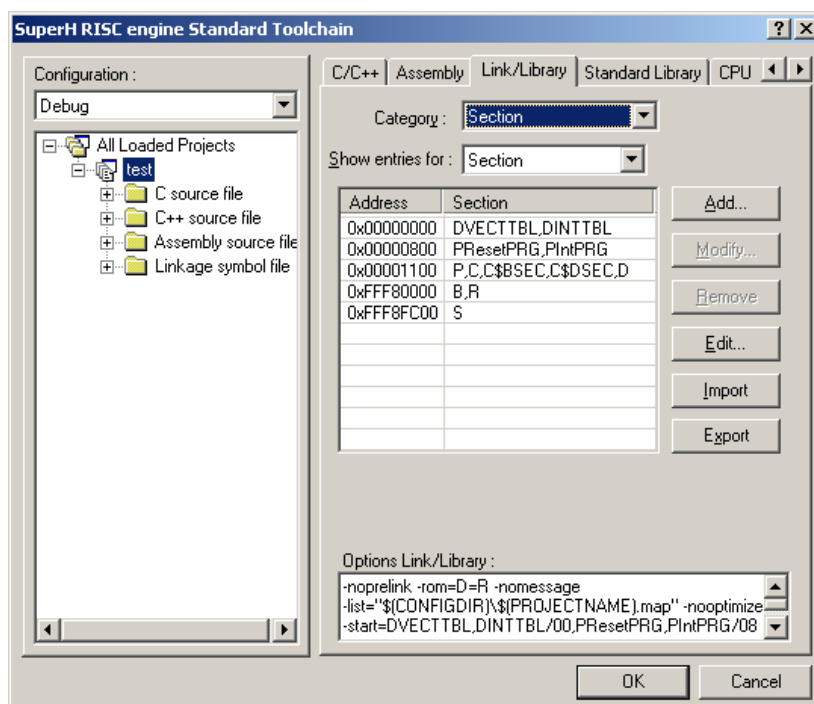 SuperH RISC engine Standard Toolchain
Configuration :
Debug
All Loaded Projects
test
C source file
C++ source file
Assembly source file
Linkage symbol file
C/C++ Assembly Link/Library Standard Library CPU
Category : Section
Show entries for : Section
Address Section
0x00000000 DVECTTBL,DINTTBL
0x00000800 PResetPRG,PIntPRG
0x00001100 P,C,C$BSEC,C$DSEC,D
0xFFF80000 B,R
0xFFF8FC00 S
Add...
Modify...
Remove
Edit...
Import
Export
Options Link/Library :
-noprelink -rom=D=R -nomessage
-list="$(CONFIGDIR)\$(PROJECTNAME).map" -nooptimize
-start=DVECTTBL,DINTTBL/00,PResetPRG,PIntPRG/08
OK Cancel